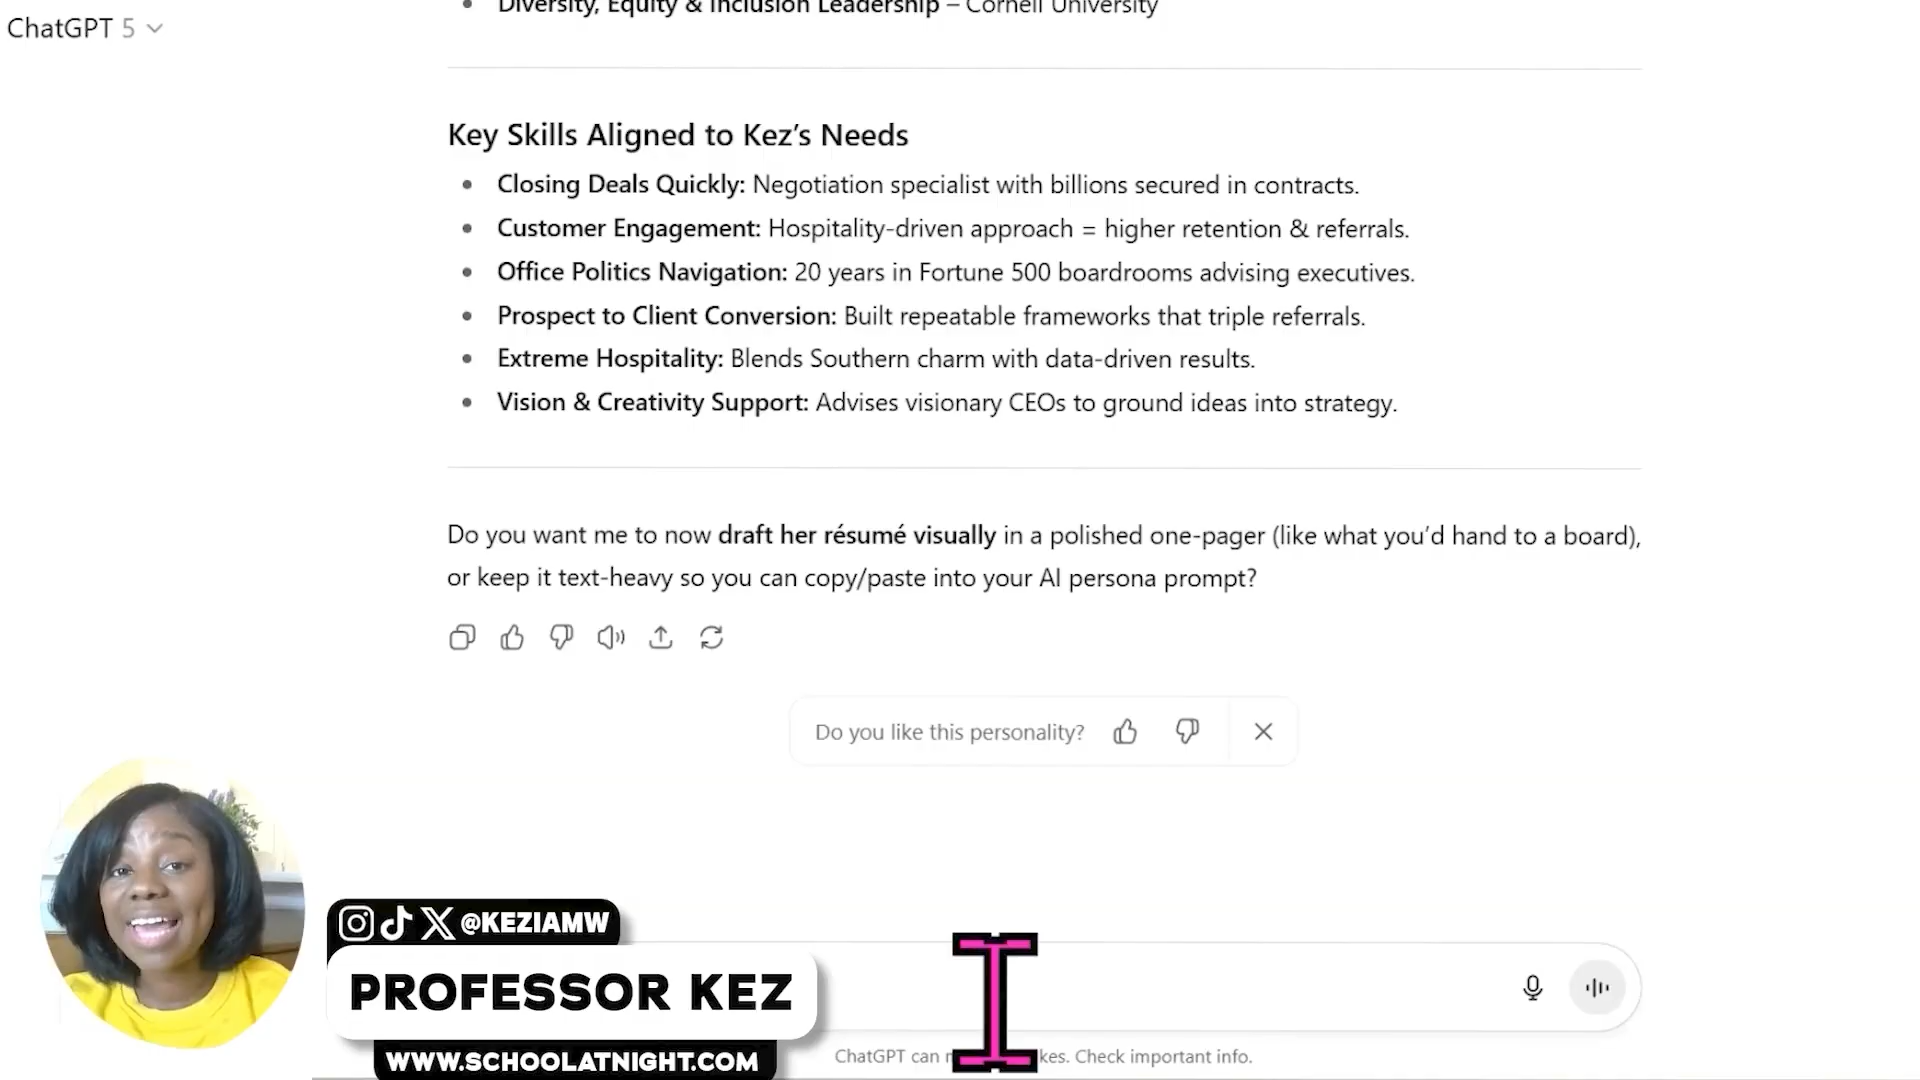 ChatGPT 5
Diversity, Equity & Inclusion Leadership – Cornell University
Key Skills Aligned to Kez’s Needs
Closing Deals Quickly: Negotiation specialist with billions secured in contracts.
Customer Engagement: Hospitality-driven approach = higher retention & referrals.
Office Politics Navigation: 20 years in Fortune 500 boardrooms advising executives.
Prospect to Client Conversion: Built repeatable frameworks that triple referrals.
Extreme Hospitality: Blends Southern charm with data-driven results.
Vision & Creativity Support: Advises visionary CEOs to ground ideas into strategy.
Do you want me to now draft her résumé visually in a polished one-pager (like what you’d hand to a board),
or keep it text-heavy so you can copy/paste into your AI persona prompt?
Do you like this personality?
@KEZIAMW
PROFESSOR KEZ
WWW.SCHOOLATNIGHT.COM
ChatGPT can m kes. Check important info.